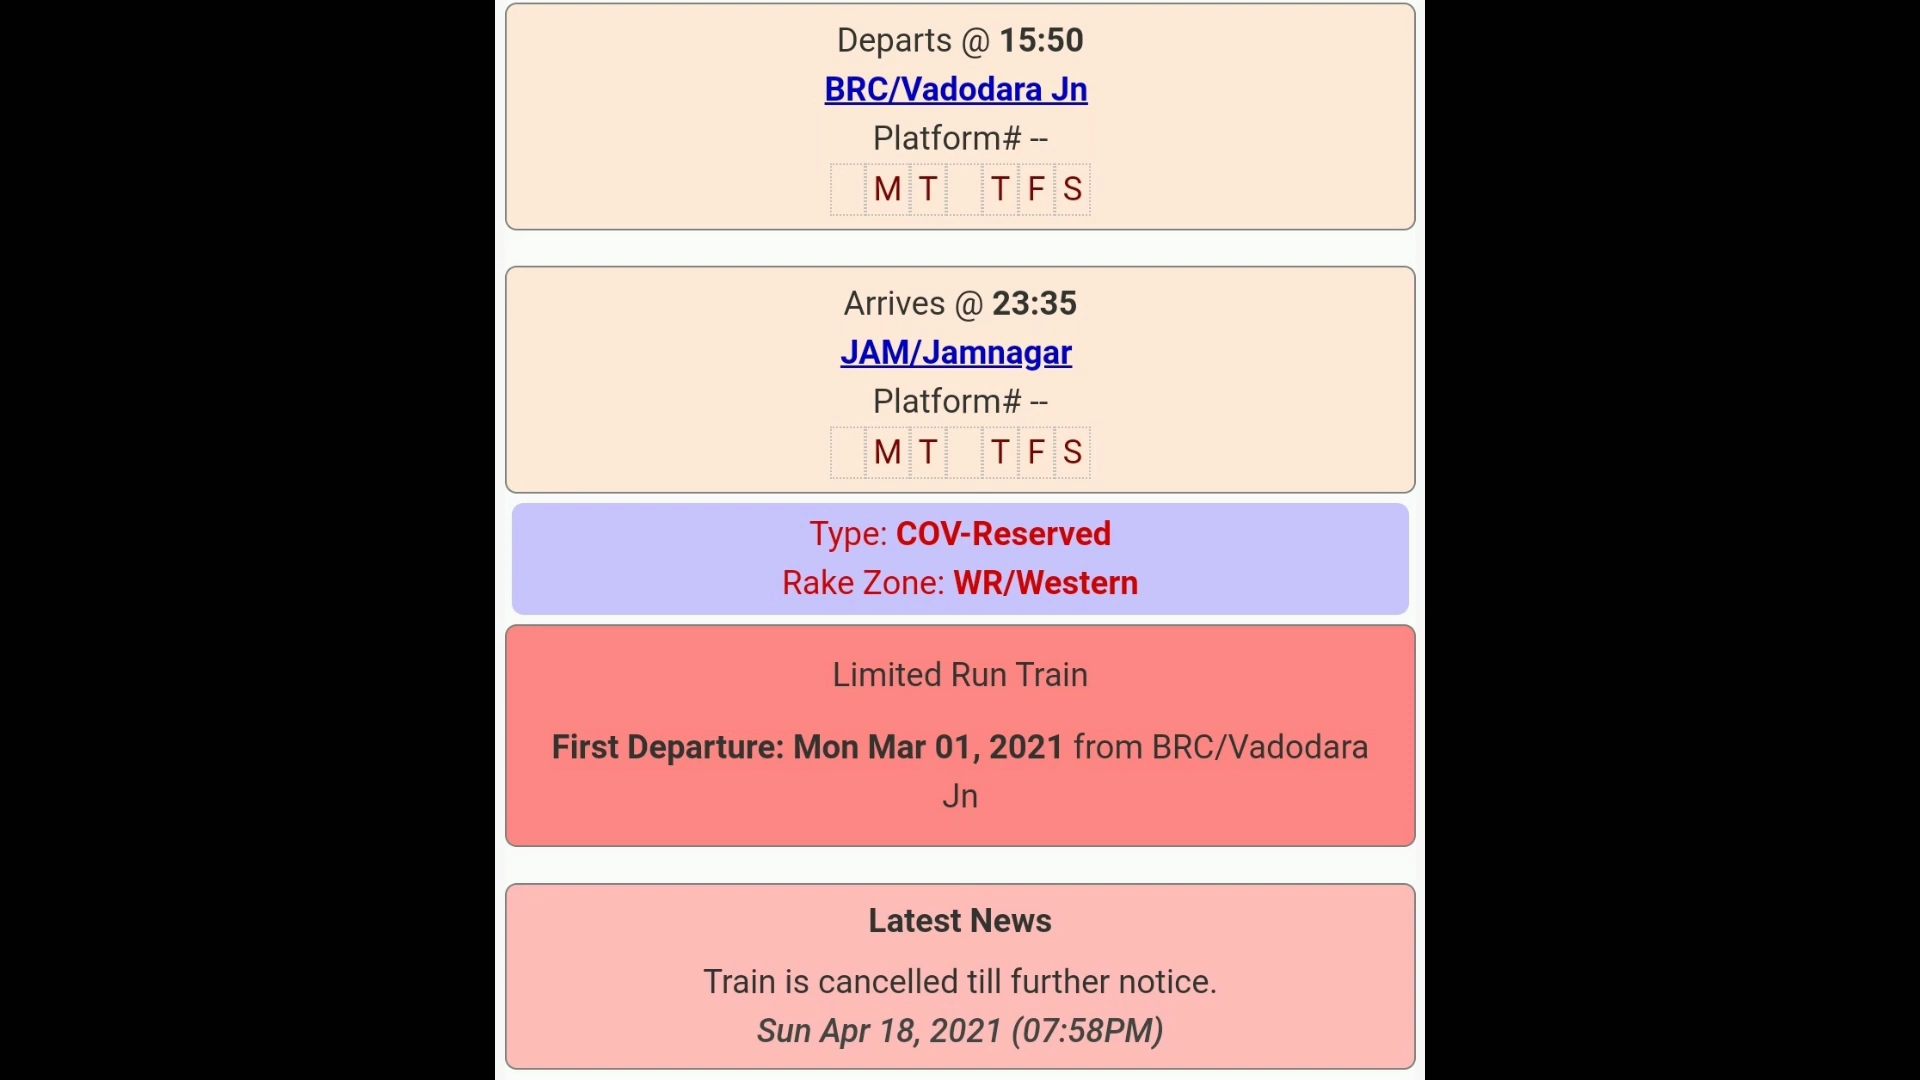 Departs @ 15:50
BRC/Vadodara Jn
Platform# --
M T T F S
Arrives @ 23:35
JAM/Jamnagar
Platform# --
M T T F S
Type: COV-Reserved
Rake Zone: WR/Western
Limited Run Train
First Departure: Mon Mar 01, 2021 from BRC/Vadodara
Jn
Latest News
Train is cancelled till further notice.
Sun Apr 18, 2021 (07:58PM)